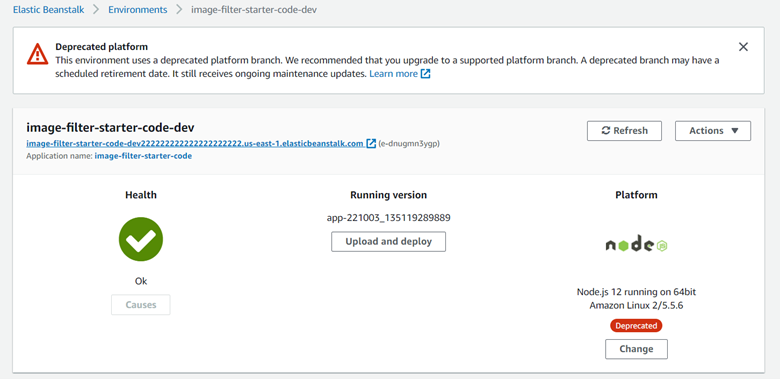 Elastic Beanstalk > Environments > image-filter-starter-code-dev
Deprecated platform
This environment uses a deprecated platform branch. We recommended that you upgrade to a supported platform branch. A deprecated branch may have a
scheduled retirement date. It still receives ongoing maintenance updates. Learn more
image-filter-starter-code-dev
image-filter-starter-code-dev22222222222222222222.us-east-1.elasticbeanstalk.com (e-dnugmn3ygp)
Application name: image-filter-starter-code
Refresh
Actions
Health
Running version
Platform
app-221003_135119289889
Upload and deploy
node
JS
Ok
Causes
Node.js 12 running on 64bit
Amazon Linux 2/5.5.6
Deprecated
Change